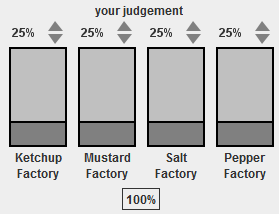 your judgement
25% 25% 25% 25%
Ketchup Factory
Mustard Factory
Salt Factory
Pepper Factory
100%